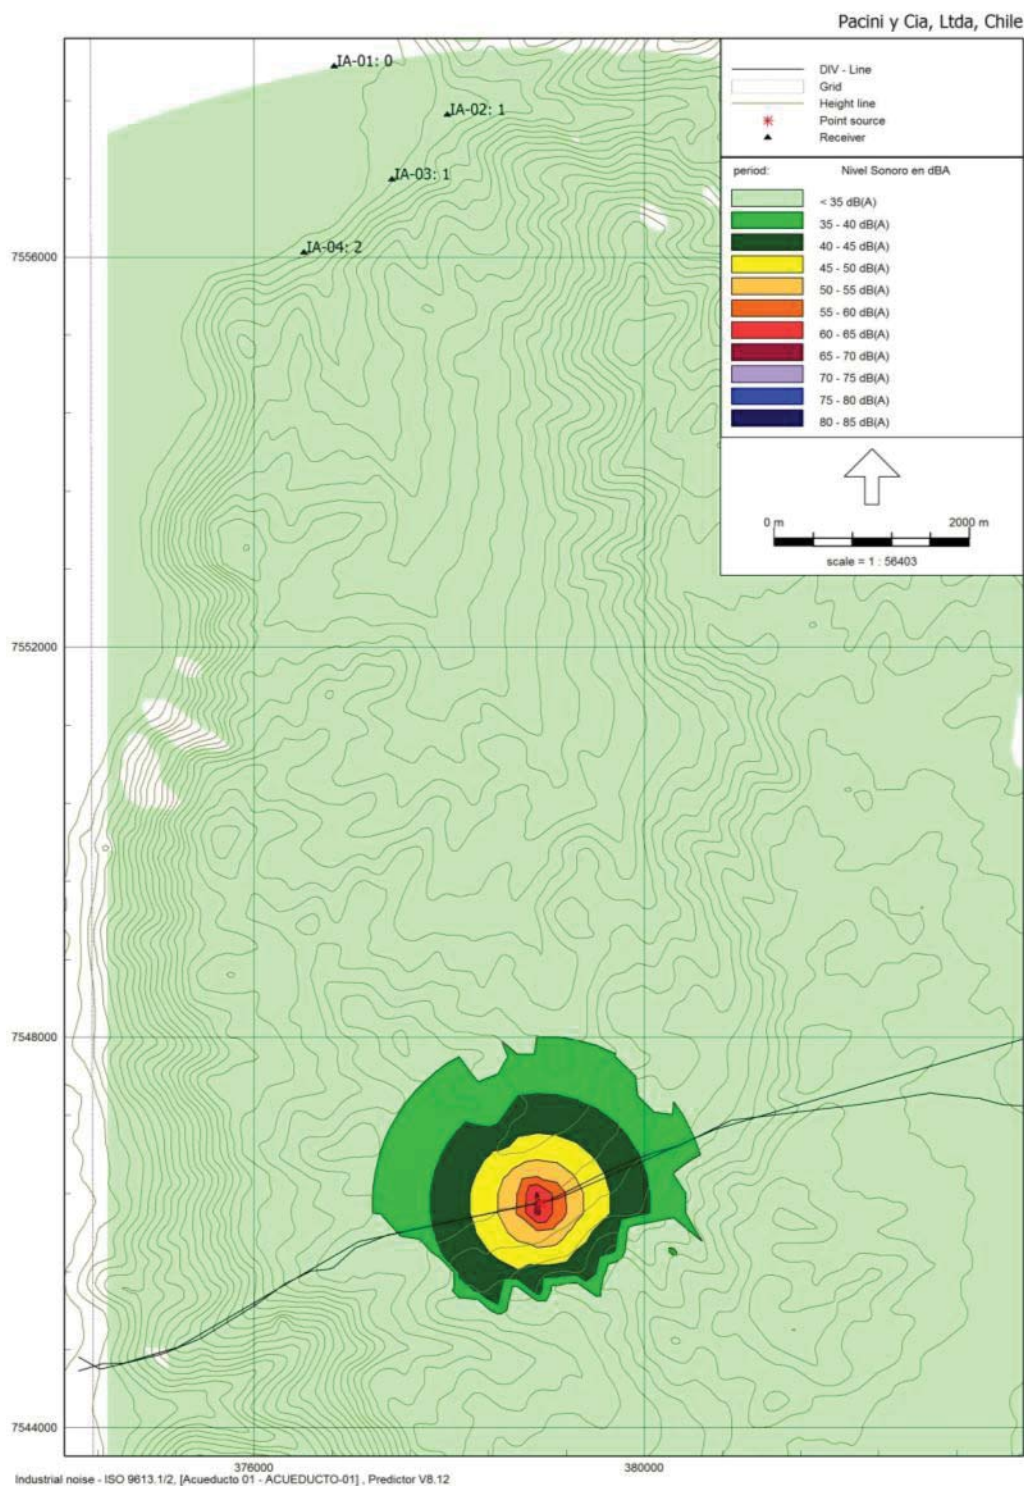 Pacini y Cia, Ltda, Chile
IA-01: 0
IA-02: 1
IA-03: 1
IA-04: 2
DIV - Line
Grid
Height line
Point source
Receiver
period: Nivel Sonoro en dBA
< 35 dB(A)
35 - 40 dB(A)
40 - 45 dB(A)
45 - 50 dB(A)
50 - 55 dB(A)
55 - 60 dB(A)
60 - 65 dB(A)
65 - 70 dB(A)
70 - 75 dB(A)
75 - 80 dB(A)
80 - 85 dB(A)
0 m 2000 m
scale = 1 : 56403
7556000
7552000
7548000
7544000
376000 380000
Industrial noise - ISO 9613.1/2, [Acueducto 01 - ACUEDUCTO-01] , Predictor V8.12